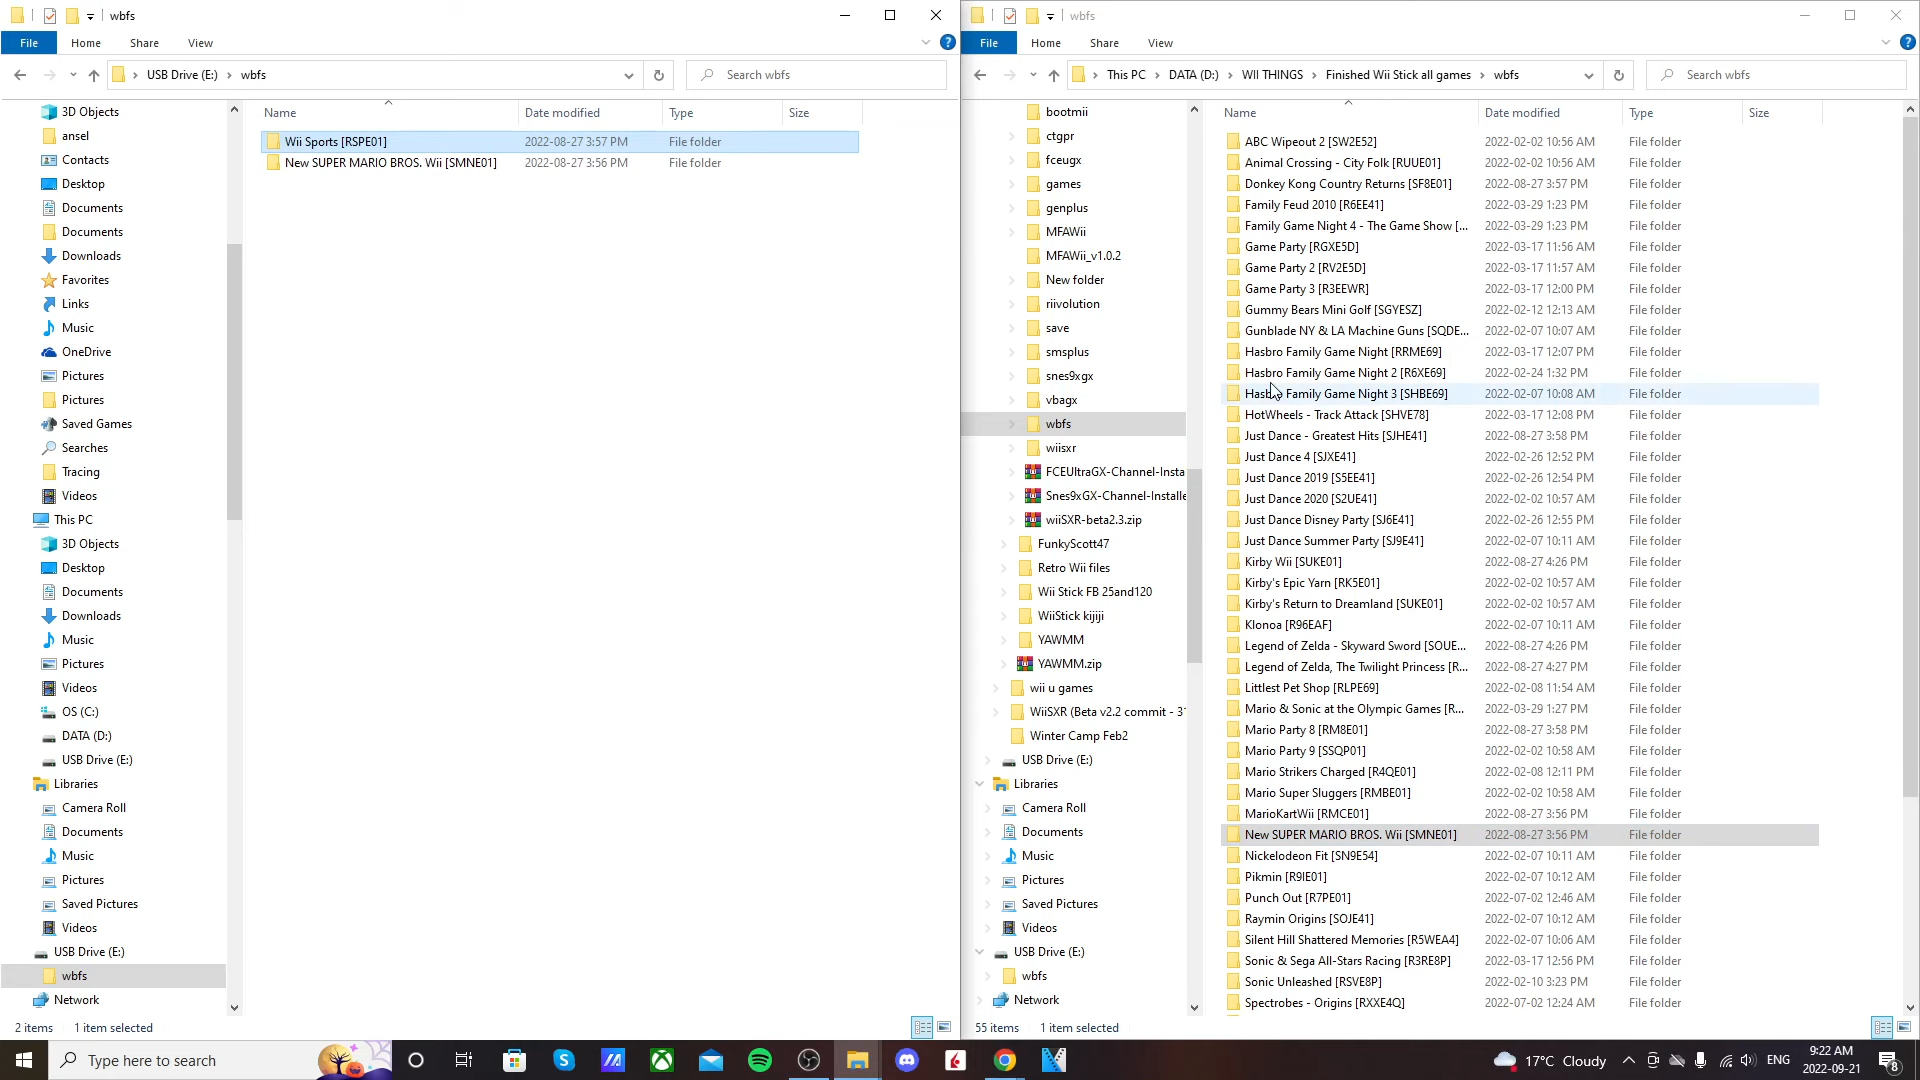 wbfs
File Home Share View
USB Drive (E:) wbfs
Search wbfs
Name Date modified Type Size
Wii Sports [RSPE01] 2022-08-27 3:57 PM File folder
New SUPER MARIO BROS. Wii [SMNE01] 2022-08-27 3:56 PM File folder
3D Objects
ansel
Contacts
Desktop
Documents
Documents
Downloads
Favorites
Links
Music
OneDrive
Pictures
Pictures
Saved Games
Searches
Tracing
Videos
This PC
3D Objects
Desktop
Documents
Downloads
Music
Pictures
Videos
OS (C:)
DATA (D:)
USB Drive (E:)
Libraries
Camera Roll
Documents
Music
Pictures
Saved Pictures
Videos
USB Drive (E:)
wbfs
Network
2 items 1 item selected
wbfs
File Home Share View
This PC DATA (D:) WII THINGS Finished Wii Stick all games wbfs
Search wbfs
bootmii
ctgpr
fceugx
games
genplus
MFAWii
MFAWii_v1.0.2
New folder
riivolution
save
smsplus
snes9xgx
vbagx
wbfs
wiisxr
FCEUltraGX-Channel-Insta
Snes9xGX-Channel-Installe
wiiSXR-beta2.3.zip
FunkyScott47
Retro Wii files
Wii Stick FB 25and120
WiiStick kijiji
YAWMM
YAWMM.zip
wii u games
WiiSXR (Beta v2.2 commit - 31
Winter Camp Feb2
USB Drive (E:)
Libraries
Camera Roll
Documents
Music
Pictures
Saved Pictures
Videos
USB Drive (E:)
wbfs
Network
Name Date modified Type Size
ABC Wipeout 2 [SW2E52] 2022-02-02 10:56 AM File folder
Animal Crossing - City Folk [RUUE01] 2022-02-02 10:56 AM File folder
Donkey Kong Country Returns [SF8E01] 2022-08-27 3:57 PM File folder
Family Feud 2010 [R6EE41] 2022-03-29 1:23 PM File folder
Family Game Night 4 - The Game Show [... 2022-03-29 1:23 PM File folder
Game Party [RGXE5D] 2022-03-17 11:56 AM File folder
Game Party 2 [RV2E5D] 2022-03-17 11:57 AM File folder
Game Party 3 [R3EEWR] 2022-03-17 12:00 PM File folder
Gummy Bears Mini Golf [SGYESZ] 2022-02-12 12:13 AM File folder
Gunblade NY & LA Machine Guns [SQDE... 2022-02-07 10:07 AM File folder
Hasbro Family Game Night [RRME69] 2022-03-17 12:07 PM File folder
Hasbro Family Game Night 2 [R6XE69] 2022-02-24 1:32 PM File folder
Hasbro Family Game Night 3 [SHBE69] 2022-02-07 10:08 AM File folder
HotWheels - Track Attack [SHVE78] 2022-03-17 12:08 PM File folder
Just Dance - Greatest Hits [SJHE41] 2022-08-27 3:58 PM File folder
Just Dance 4 [SJXE41] 2022-02-26 12:52 PM File folder
Just Dance 2019 [S5EE41] 2022-02-26 12:54 PM File folder
Just Dance 2020 [S2UE41] 2022-02-02 10:57 AM File folder
Just Dance Disney Party [SJ6E41] 2022-02-26 12:55 PM File folder
Just Dance Summer Party [SJ9E41] 2022-02-07 10:11 AM File folder
Kirby Wii [SUKE01] 2022-08-27 4:26 PM File folder
Kirby's Epic Yarn [RK5E01] 2022-02-02 10:57 AM File folder
Kirby's Return to Dreamland [SUKE01] 2022-02-02 10:57 AM File folder
Klonoa [R96EAF] 2022-02-07 10:11 AM File folder
Legend of Zelda - Skyward Sword [SOUE... 2022-08-27 4:26 PM File folder
Legend of Zelda, The Twilight Princess [R... 2022-08-27 4:27 PM File folder
Littlest Pet Shop [RLPE69] 2022-02-08 11:54 AM File folder
Mario & Sonic at the Olympic Games [R... 2022-03-29 1:27 PM File folder
Mario Party 8 [RM8E01] 2022-08-27 3:58 PM File folder
Mario Party 9 [SSQP01] 2022-02-02 10:58 AM File folder
Mario Strikers Charged [R4QE01] 2022-02-08 12:11 PM File folder
Mario Super Sluggers [RMBE01] 2022-02-02 10:58 AM File folder
MarioKartWii [RMCE01] 2022-08-27 3:56 PM File folder
New SUPER MARIO BROS. Wii [SMNE01] 2022-08-27 3:56 PM File folder
Nickelodeon Fit [SN9E54] 2022-02-07 10:11 AM File folder
Pikmin [R9IE01] 2022-02-07 10:12 AM File folder
Punch Out [R7PE01] 2022-07-02 12:46 AM File folder
Raymin Origins [SOJE41] 2022-02-07 10:12 AM File folder
Silent Hill Shattered Memories [R5WEA4] 2022-02-07 10:06 AM File folder
Sonic & Sega All-Stars Racing [R3RE8P] 2022-03-17 12:56 PM File folder
Sonic Unleashed [RSVE8P] 2022-02-10 3:23 PM File folder
Spectrobes - Origins [RXXE4Q] 2022-07-02 12:24 AM File folder
55 items 1 item selected
Type here to search
17°C Cloudy ENG 9:22 AM
2022-09-21
8